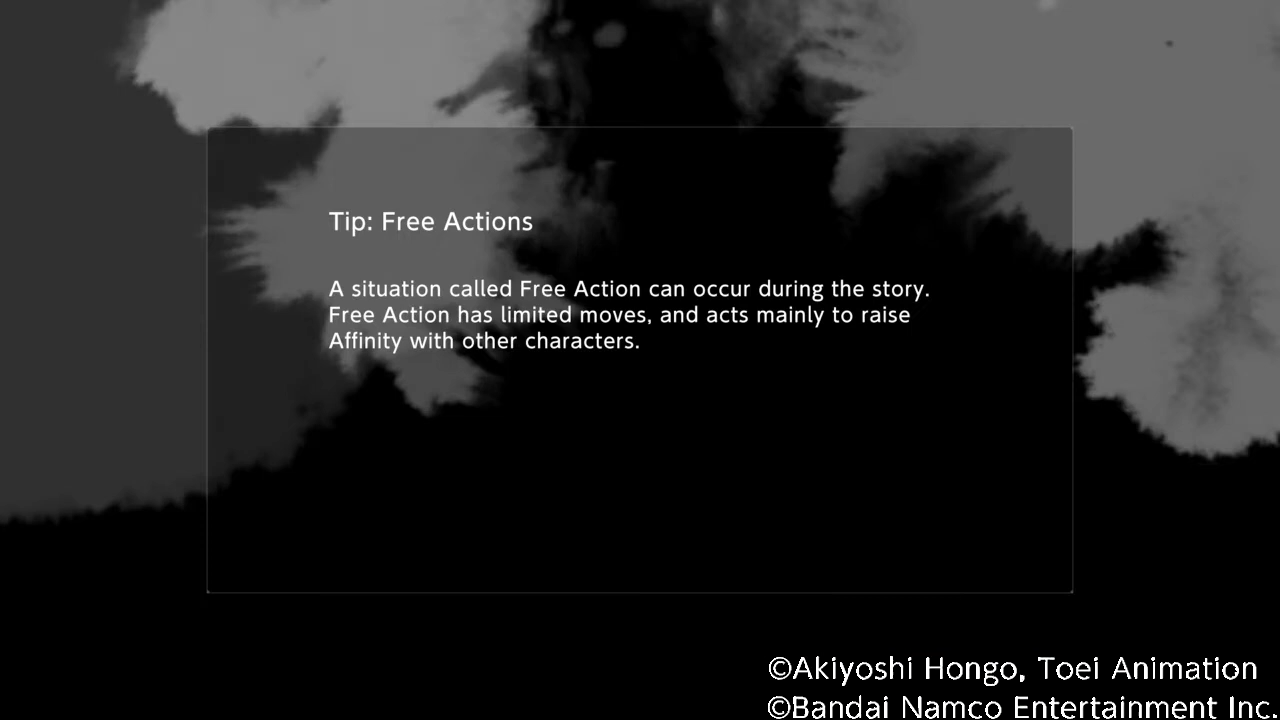 Tip: Free Actions
A situation called Free Action can occur during the story.
Free Action has limited moves, and acts mainly to raise
Affinity with other characters.
©Akiyoshi Hongo, Toei Animation
©Bandai Namco Entertainment Inc.